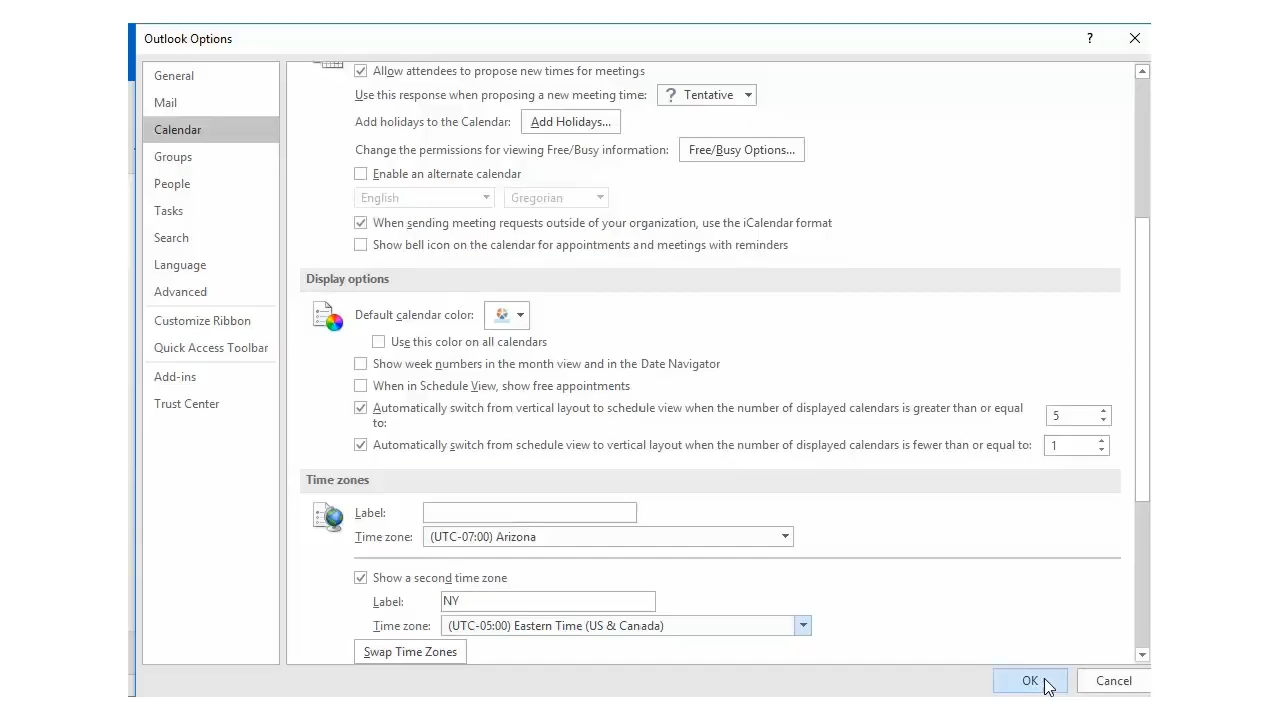 Outlook Options
?
General
Mail
Calendar
Groups
People
Tasks
Search
Language
Advanced
Customize Ribbon
Quick Access Toolbar
Add-ins
Trust Center
Allow attendees to propose new times for meetings
Use this response when proposing a new meeting time: ? Tentative
Add holidays to the Calendar: Add Holidays...
Change the permissions for viewing Free/Busy information: Free/Busy Options...
Enable an alternate calendar
English Gregorian
When sending meeting requests outside of your organization, use the iCalendar format
Show bell icon on the calendar for appointments and meetings with reminders
Display options
Default calendar color:
Use this color on all calendars
Show week numbers in the month view and in the Date Navigator
When in Schedule View, show free appointments
Automatically switch from vertical layout to schedule view when the number of displayed calendars is greater than or equal
to: 5
Automatically switch from schedule view to vertical layout when the number of displayed calendars is fewer than or equal to: 1
Time zones
Label:
Time zone: (UTC-07:00) Arizona
Show a second time zone
Label: NY
Time zone: (UTC-05:00) Eastern Time (US & Canada)
Swap Time Zones
OK Cancel